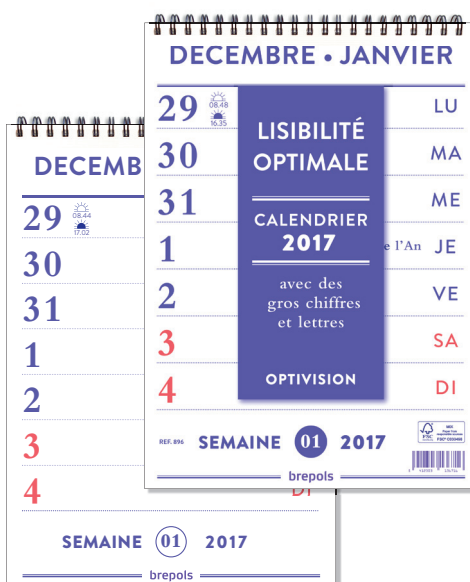 DECEMBRE • JANVIER
29 08.48 16.35 LU
30 MA
31 ME
1 e l'An JE
2 VE
3 SA
4 DI
LISIBILITÉ
OPTIMALE
CALENDRIER
2017
avec des
gros chiffres
et lettres
OPTIVISION
REF. 896 SEMAINE 01 2017
brepols
DECEMB
29 08.44 17.02
30
31
1
2
3
4 DI
SEMAINE 01 2017
brepols